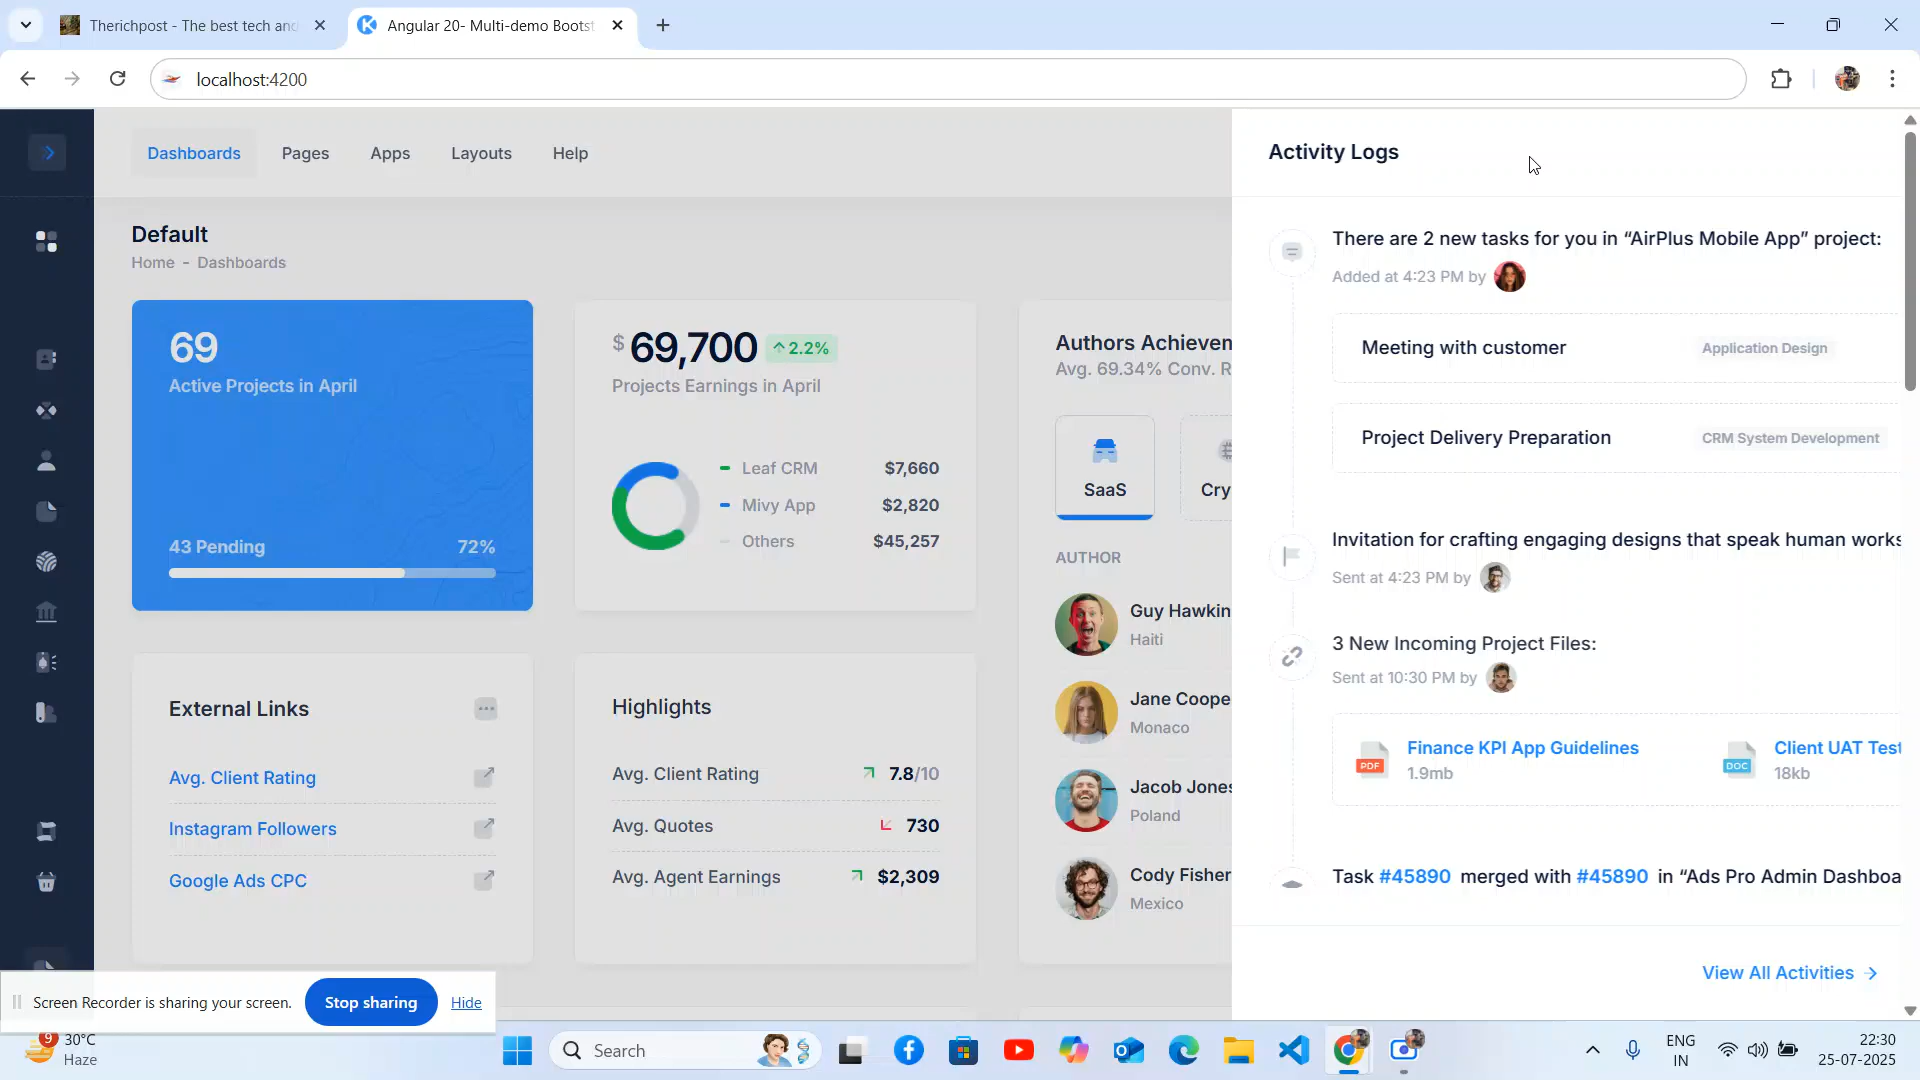 Therichpost - The best tech and
Angular 20- Multi-demo Bootst
localhost:4200
Dashboards
Pages
Apps
Layouts
Help
Default
Home - Dashboards
69
Active Projects in April
43 Pending
72%
$ 69,700 2.2%
Projects Earnings in April
Leaf CRM $7,660
Mivy App $2,820
Others $45,257
Authors Achievem
Avg. 69.34% Conv. R
SaaS
Cry
AUTHOR
Guy Hawkin
Haiti
Jane Coope
Monaco
Jacob Jones
Poland
Cody Fisher
Mexico
External Links
Avg. Client Rating
Instagram Followers
Google Ads CPC
Highlights
Avg. Client Rating 7.8/10
Avg. Quotes 730
Avg. Agent Earnings $2,309
Activity Logs
There are 2 new tasks for you in “AirPlus Mobile App” project:
Added at 4:23 PM by
Meeting with customer Application Design
Project Delivery Preparation CRM System Development
Invitation for crafting engaging designs that speak human works
Sent at 4:23 PM by
3 New Incoming Project Files:
Sent at 10:30 PM by
PDF
Finance KPI App Guidelines
1.9mb
DOC
Client UAT Test
18kb
Task #45890 merged with #45890 in “Ads Pro Admin Dashboa
View All Activities
Screen Recorder is sharing your screen.
Stop sharing
Hide
9
30°C
Haze
Search
ENG
IN
22:30
25-07-2025